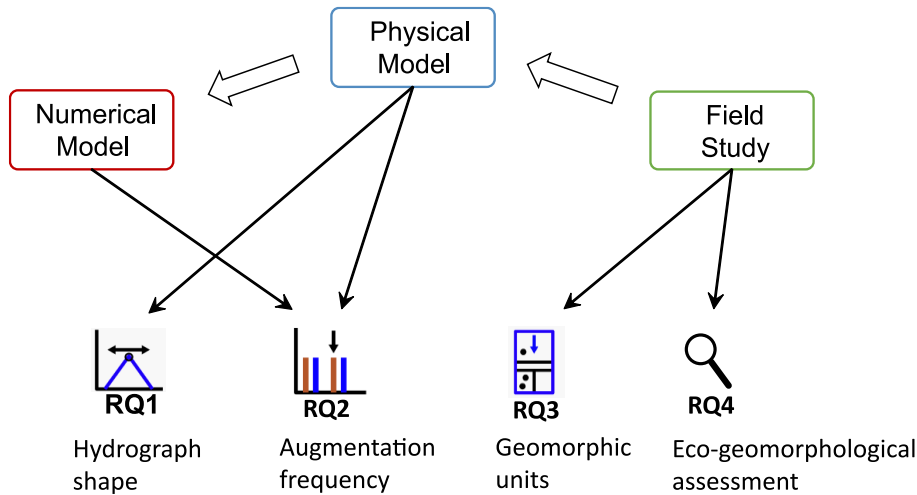 Physical
Model
Numerical
Model
Field
Study
RQ1
RQ2
RQ3
RQ4
Hydrograph
shape
Augmentation
frequency
Geomorphic
units
Eco-geomorphological
assessment